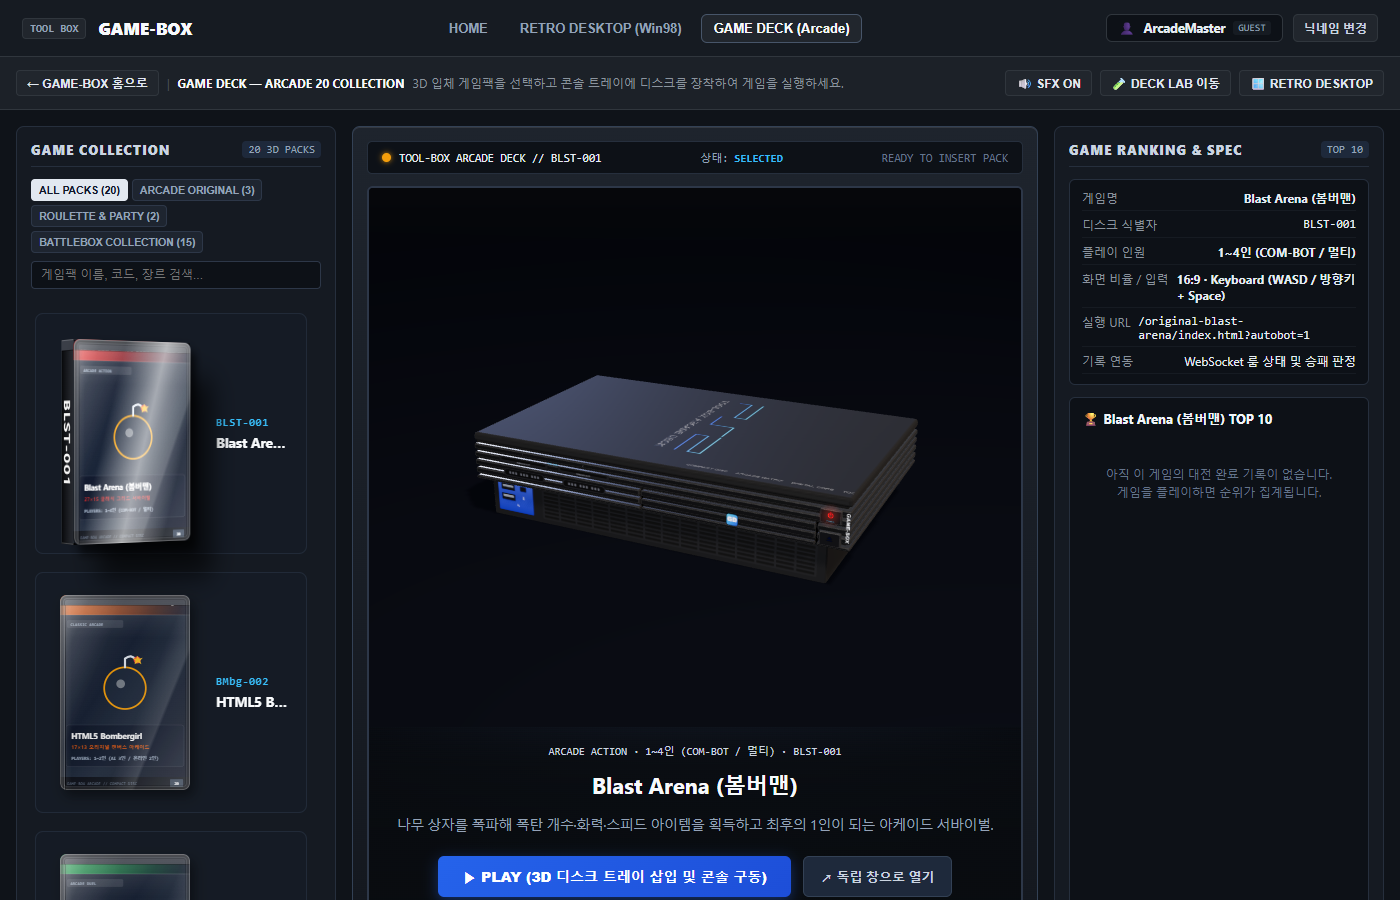 TOOL BOX GAME-BOX HOME RETRO DESKTOP (Win98) GAME DECK (Arcade) ArcadeMaster GUEST 닉네임 변경
← GAME-BOX 홈으로 | GAME DECK — ARCADE 20 COLLECTION 3D 입체 게임팩을 선택하고 콘솔 트레이에 디스크를 장착하여 게임을 실행하세요. SFX ON DECK LAB 이동 RETRO DESKTOP
GAME COLLECTION 20 3D PACKS
ALL PACKS (20) ARCADE ORIGINAL (3)
ROULETTE & PARTY (2)
BATTLEBOX COLLECTION (15)
게임팩 이름, 코드, 장르 검색...
ARCADE ACTION
BLST-001
Blast Arena (봄버맨)
BLST-001
Blast Are...
CLASSIC ARCADE
HTML5 Bombergirl
BMbg-002
HTML5 B...
ARCADE DUEL
TOOL-BOX ARCADE DECK // BLST-001 상태: SELECTED READY TO INSERT PACK
GAME-BOX
ARCADE ACTION · 1~4인 (COM-BOT / 멀티) · BLST-001
Blast Arena (봄버맨)
나무 상자를 폭파해 폭탄 개수·화력·스피드 아이템을 획득하고 최후의 1인이 되는 아케이드 서바이벌.
▶ PLAY (3D 디스크 트레이 삽입 및 콘솔 구동) ↗ 독립 창으로 열기
GAME RANKING & SPEC TOP 10
게임명 Blast Arena (봄버맨)
디스크 식별자 BLST-001
플레이 인원 1~4인 (COM-BOT / 멀티)
화면 비율 / 입력 16:9 · Keyboard (WASD / 방향키
+ Space)
실행 URL /original-blast-
arena/index.html?autobot=1
기록 연동 WebSocket 룸 상태 및 승패 판정
🏆 Blast Arena (봄버맨) TOP 10
아직 이 게임의 대전 완료 기록이 없습니다.
게임을 플레이하면 순위가 집계됩니다.